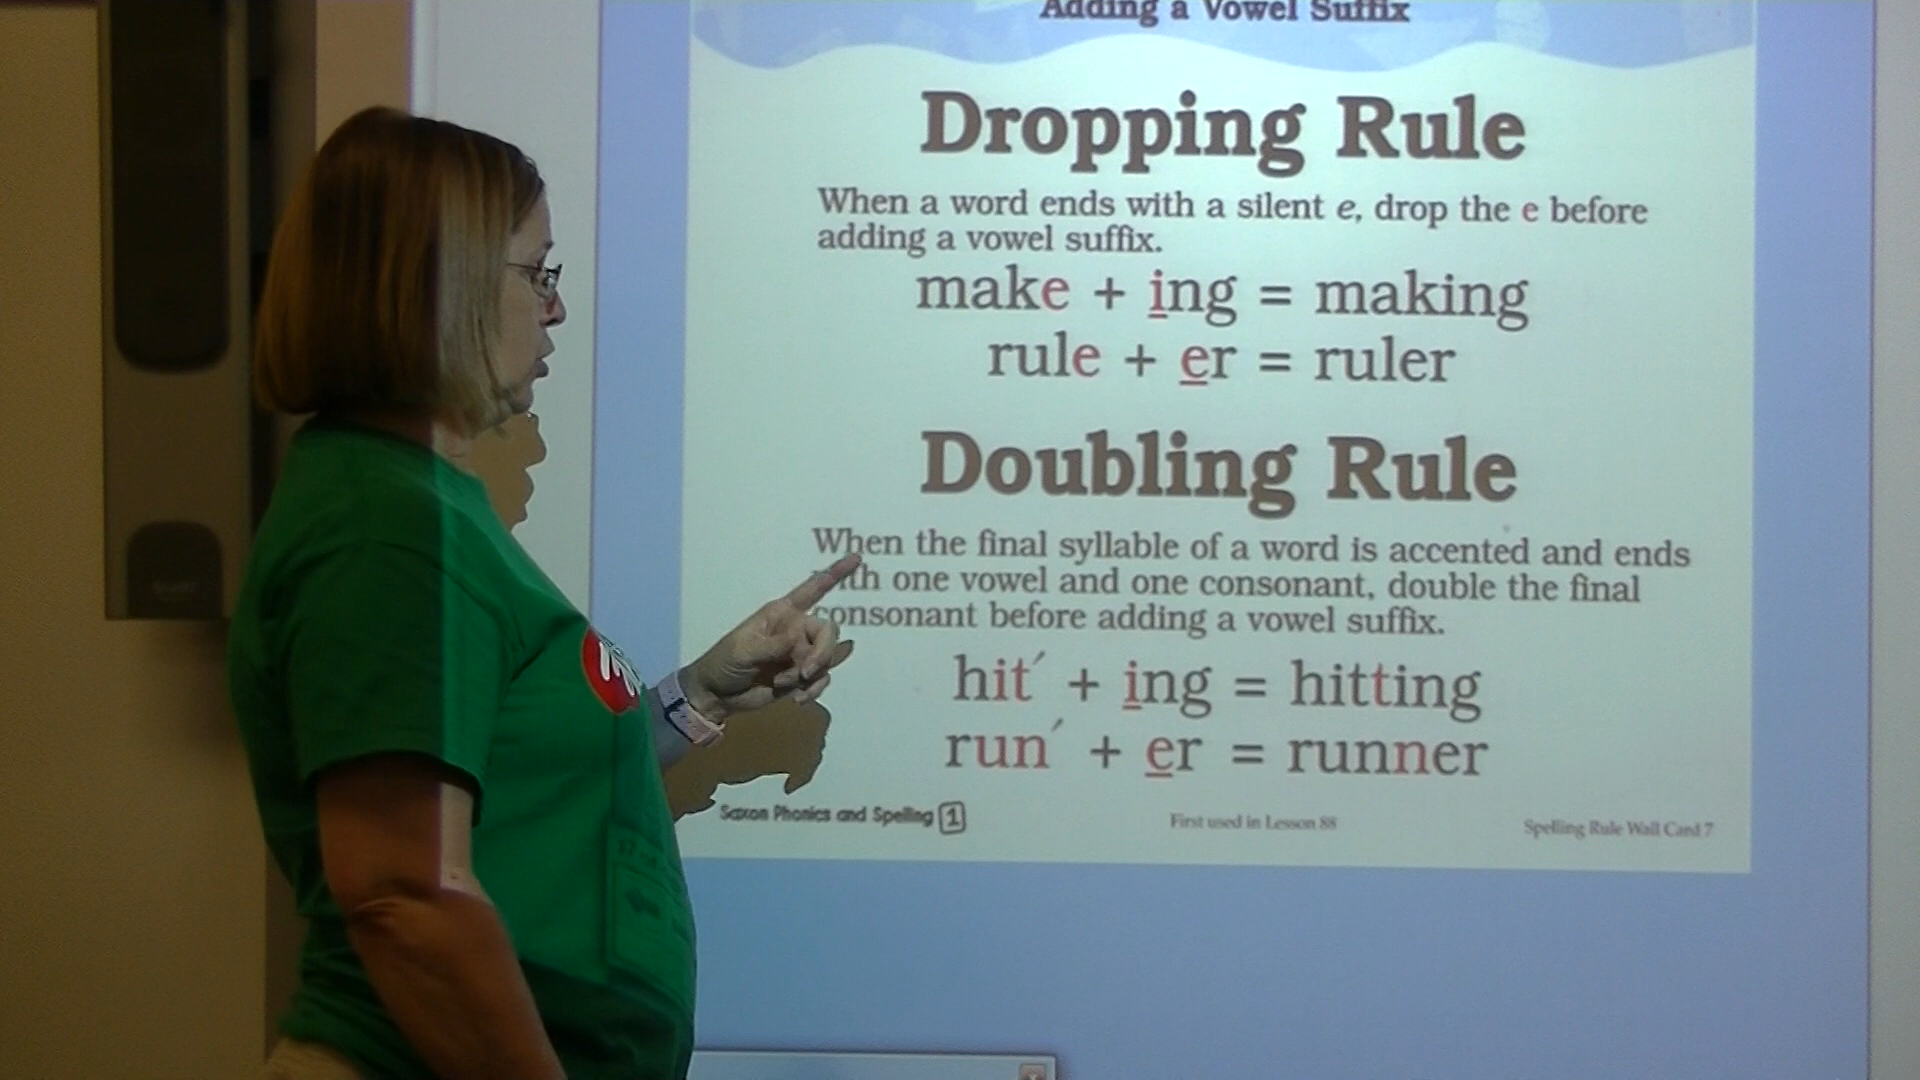 Adding a Vowel Suffix
Dropping Rule
When a word ends with a silent e, drop the e before
adding a vowel suffix.
make + ing = making
rule + er = ruler
Doubling Rule
When the final syllable of a word is accented and ends
with one vowel and one consonant, double the final
consonant before adding a vowel suffix.
hit´ + ing = hitting
run´ + er = runner
Saxon Phonics and Spelling 1
First used in Lesson 88
Spelling Rule Wall Card 7